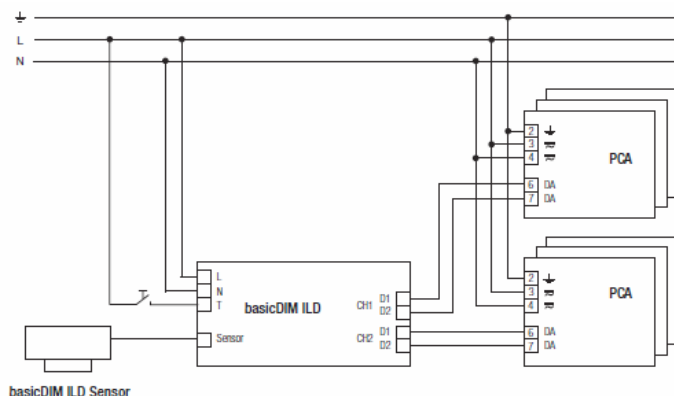 L
N
2
3
4
PCA
6 DA
7 DA
L
N
T
Sensor
basicDIM ILD
CH1
D1
D2
CH2
D1
D2
2
3
4
PCA
6 DA
7 DA
basicDIM ILD Sensor